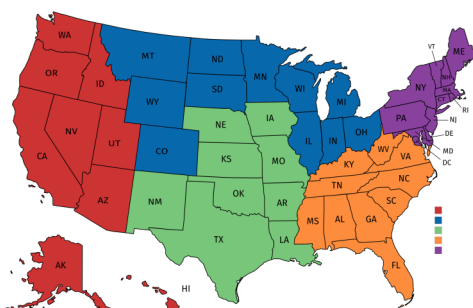 WA
MT
ND
MN
VT
ME
OR
ID
SD
WI
MI
NY
NH
MA
CT
RI
WY
NE
IA
PA
NJ
NV
UT
CO
IL
IN
OH
DE
MD
DC
CA
KS
MO
WV
VA
KY
AZ
NM
OK
AR
TN
NC
SC
TX
LA
MS
AL
GA
FL
AK
HI